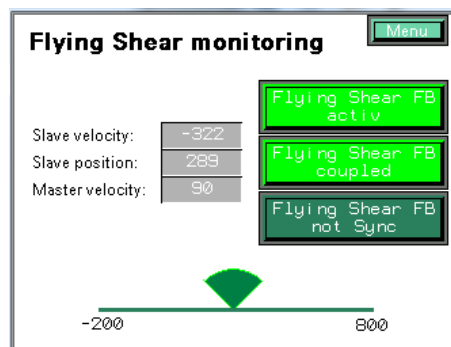 Flying Shear monitoring
Menu
Flying Shear FB
activ
Slave velocity: -322
Slave position: 289
Master velocity: 90
Flying Shear FB
coupled
Flying Shear FB
not Sync
-200 800